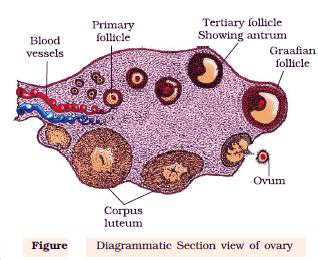 Primary
follicle
Tertiary follicle
Showing antrum
Blood
vessels
Graafian
follicle
Ovum
Corpus
luteum
Figure Diagrammatic Section view of ovary